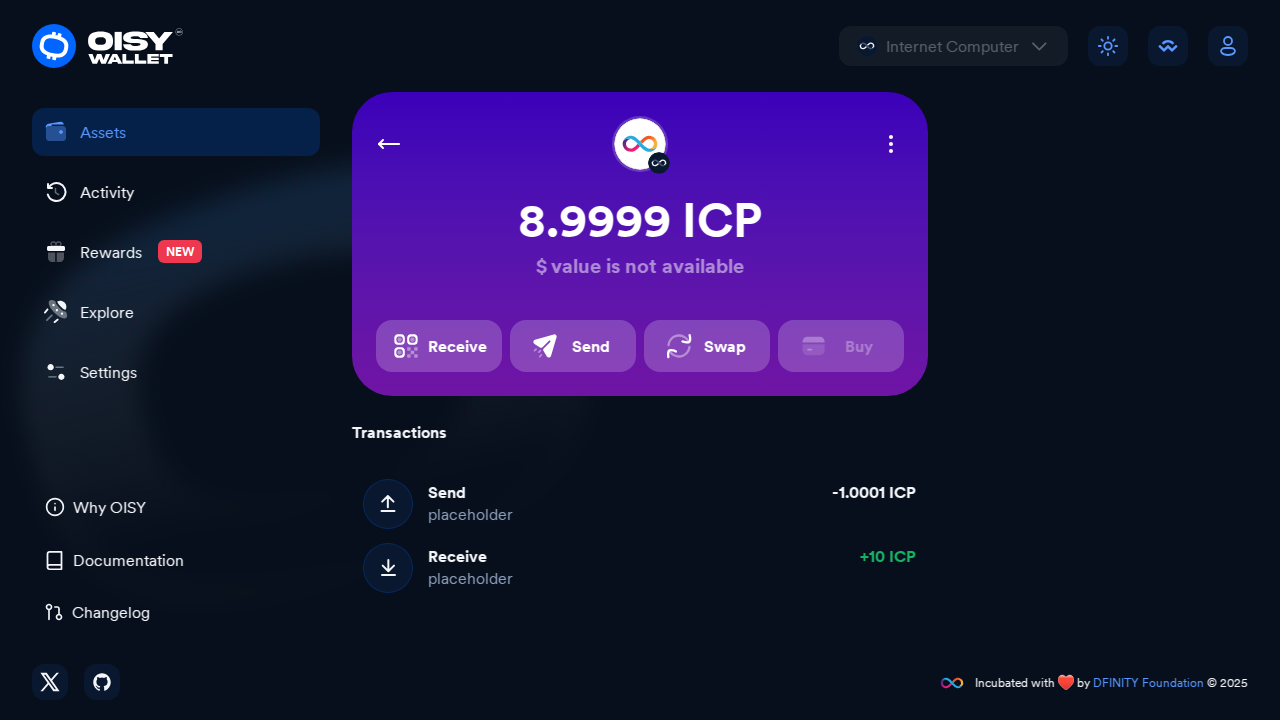 OISY
WALLET
Internet Computer
Assets
Activity
Rewards NEW
Explore
Settings
Why OISY
Documentation
Changelog
8.9999 ICP
$ value is not available
Receive
Send
Swap
Buy
Transactions
Send -1.0001 ICP
placeholder
Receive +10 ICP
placeholder
Incubated with ❤️ by DFINITY Foundation © 2025